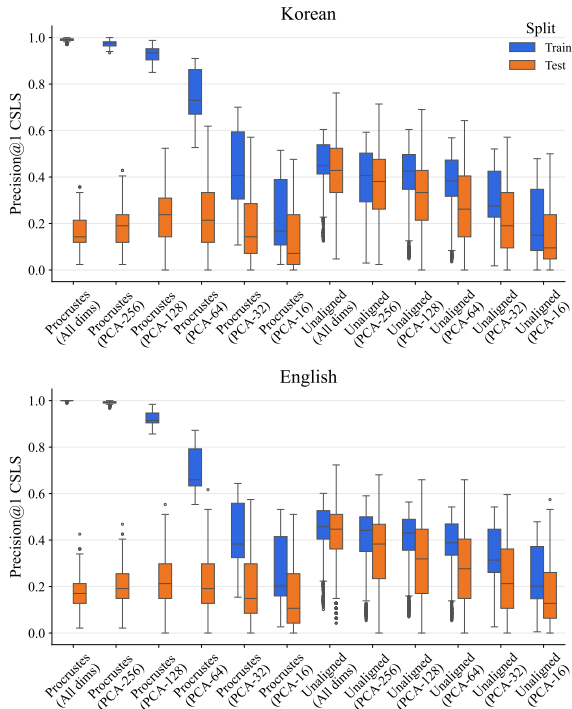 Korean
Split
Train
Test
Precision@1 CSLS
1.0
0.8
0.6
0.4
0.2
0.0
Procrustes
(All dims)
Procrustes
(PCA-256)
Procrustes
(PCA-128)
Procrustes
(PCA-64)
Procrustes
(PCA-32)
Procrustes
(PCA-16)
Unaligned
(All dims)
Unaligned
(PCA-256)
Unaligned
(PCA-128)
Unaligned
(PCA-64)
Unaligned
(PCA-32)
Unaligned
(PCA-16)
English
Precision@1 CSLS
1.0
0.8
0.6
0.4
0.2
0.0
Procrustes
(All dims)
Procrustes
(PCA-256)
Procrustes
(PCA-128)
Procrustes
(PCA-64)
Procrustes
(PCA-32)
Procrustes
(PCA-16)
Unaligned
(All dims)
Unaligned
(PCA-256)
Unaligned
(PCA-128)
Unaligned
(PCA-64)
Unaligned
(PCA-32)
Unaligned
(PCA-16)